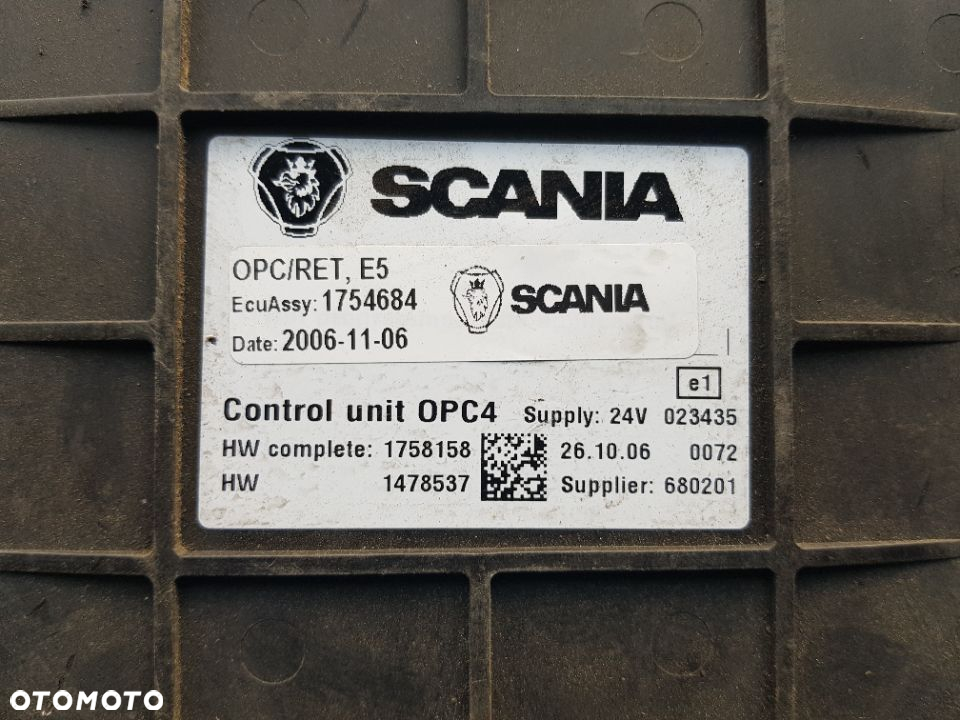 SCANIA
OPC/RET, E5
EcuAssy: 1754684
SCANIA
Date: 2006-11-06
e1
Control unit OPC4 Supply: 24V 023435
HW complete: 1758158 26.10.06 0072
HW 1478537 Supplier: 680201
OTOMOTO